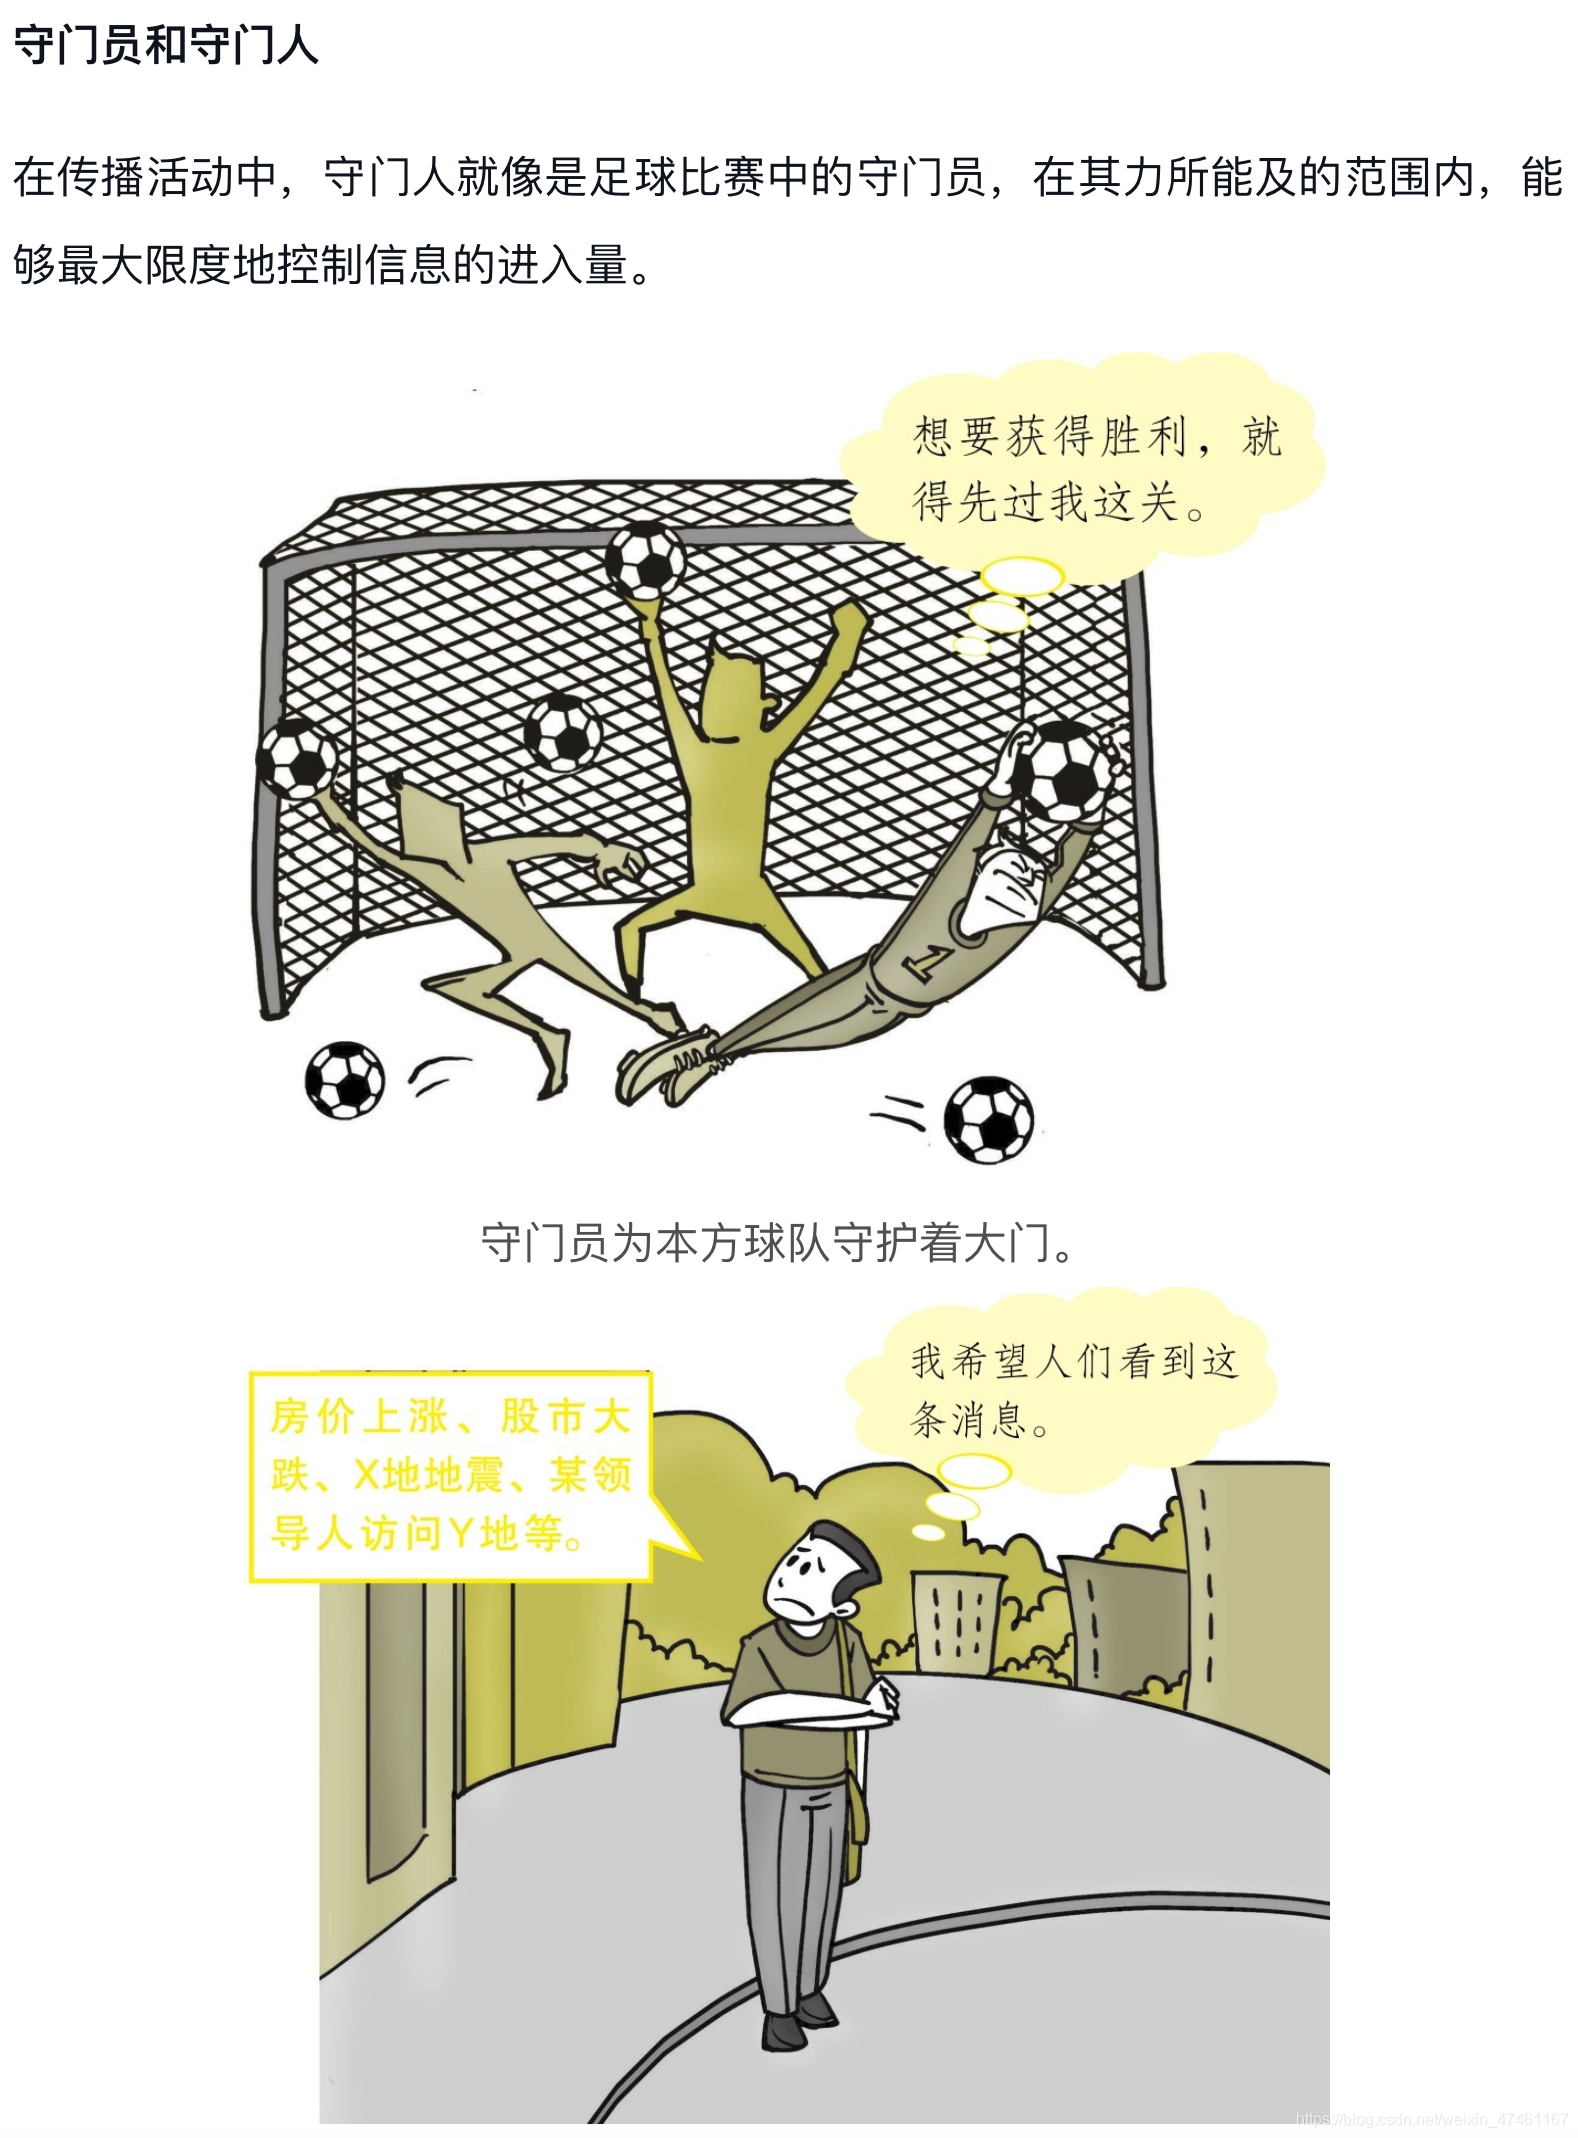 守门员和守门人
在传播活动中，守门人就像是足球比赛中的守门员，在其力所能及的范围内，能
够最大限度地控制信息的进入量。
想要获得胜利，就
得先过我这关。
1
守门员为本方球队守护着大门。
我希望人们看到这
条消息。
房价上涨、股市大
跌、X地地震、某领
导人访问Y地等。
https://blog.csdn.net/weixin_47461167